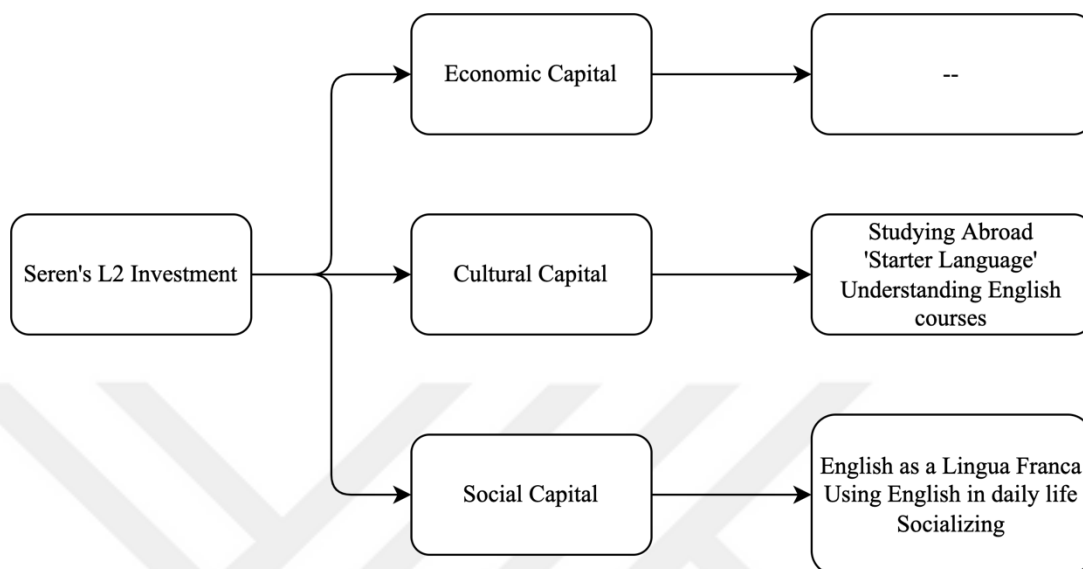 Economic Capital
--
Seren's L2 Investment
Cultural Capital
Studying Abroad
'Starter Language'
Understanding English
courses
Social Capital
English as a Lingua Franca
Using English in daily life
Socializing